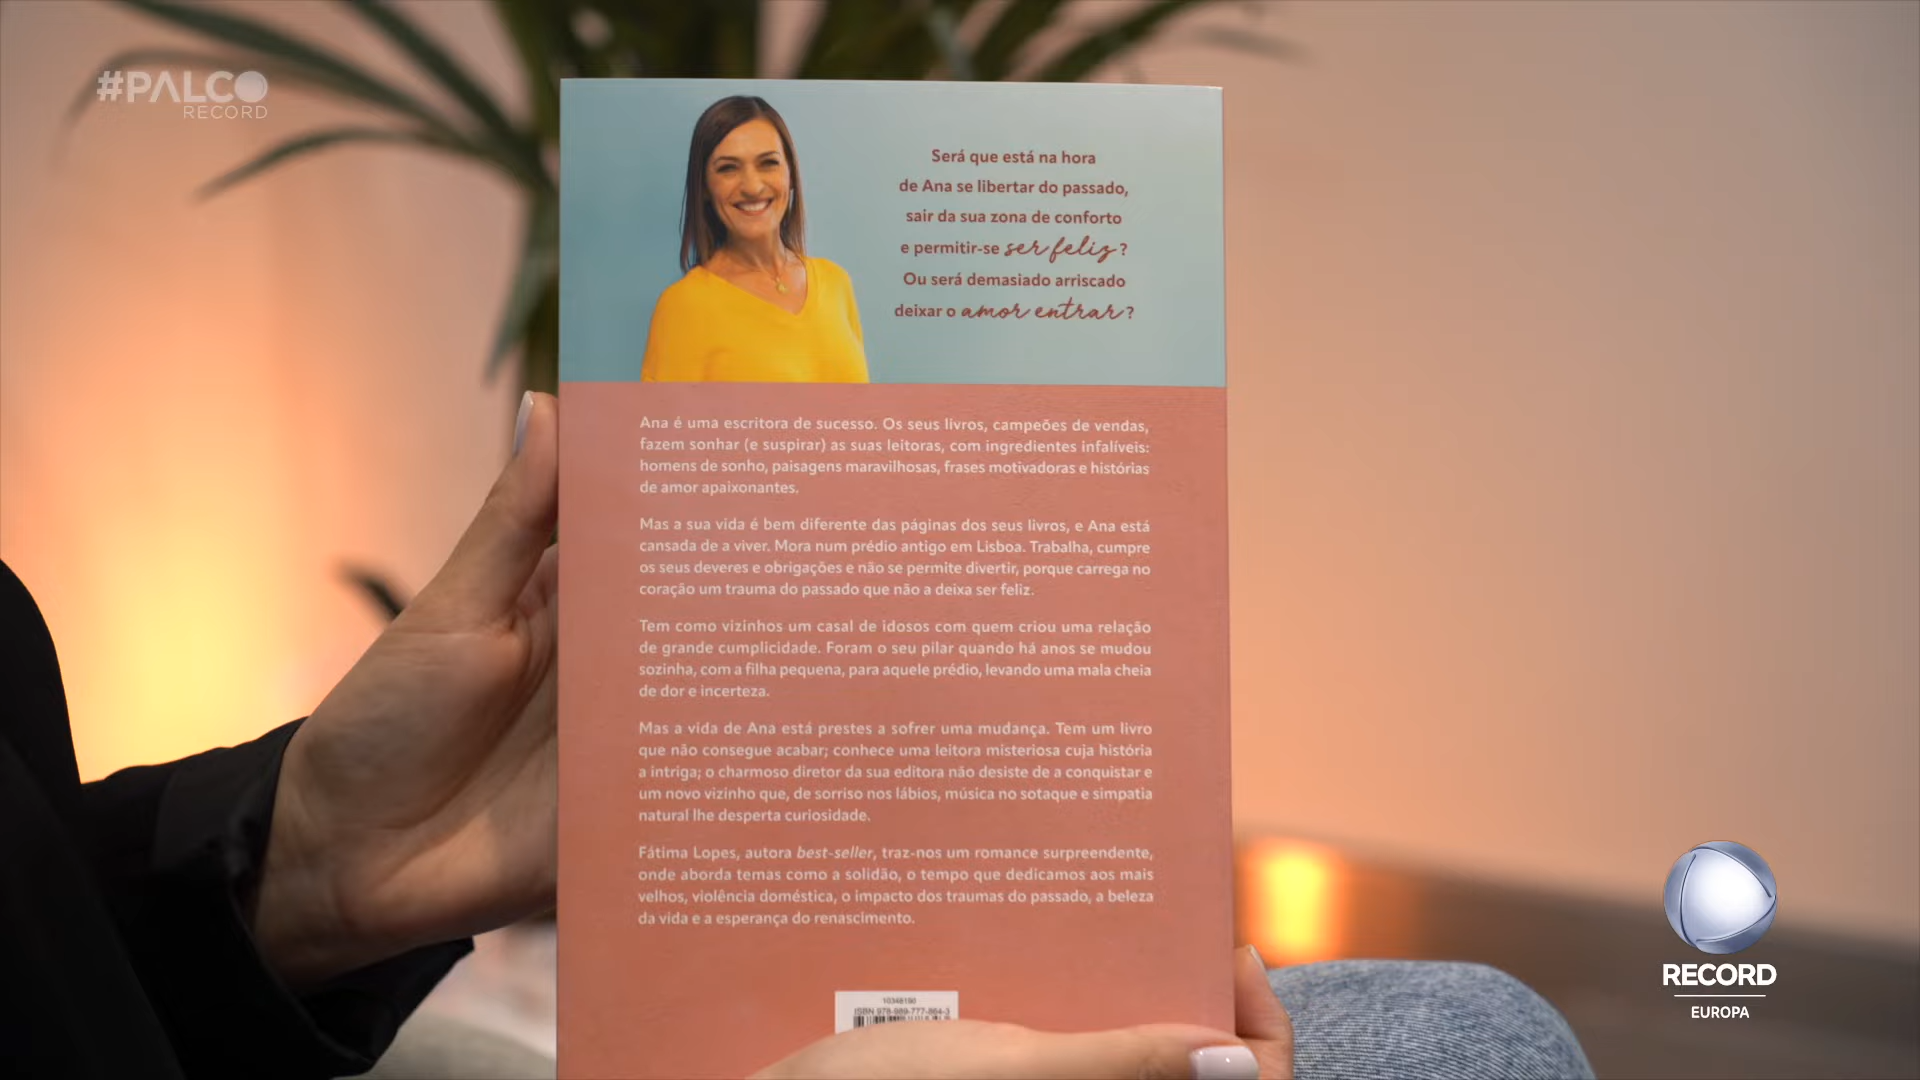 #PALCO
RECORD
Será que está na hora
de Ana se libertar do passado,
sair da sua zona de conforto
e permitir-se ser feliz?
Ou será demasiado arriscado
deixar o amor entrar?
Ana é uma escritora de sucesso. Os seus livros, campeões de vendas,
fazem sonhar (e suspirar) as suas leitoras, com ingredientes infalíveis:
homens de sonho, paisagens maravilhosas, frases motivadoras e histórias
de amor apaixonantes.
Mas a sua vida é bem diferente das páginas dos seus livros, e Ana está
cansada de a viver. Mora num prédio antigo em Lisboa. Trabalha, cumpre
os seus deveres e obrigações e não se permite divertir, porque carrega no
coração um trauma do passado que não a deixa ser feliz.
Tem como vizinhos um casal de idosos com quem criou uma relação
de grande cumplicidade. Foram o seu pilar quando há anos se mudou
sozinha, com a filha pequena, para aquele prédio, levando uma mala cheia
de dor e incerteza.
Mas a vida de Ana está prestes a sofrer uma mudança. Tem um livro
que não consegue acabar; conhece uma leitora misteriosa cuja história
a intriga; o charmoso diretor da sua editora não desiste de a conquistar e
um novo vizinho que, de sorriso nos lábios, música no sotaque e simpatia
natural lhe desperta curiosidade.
Fátima Lopes, autora best-seller, traz-nos um romance surpreendente,
onde aborda temas como a solidão, o tempo que dedicamos aos mais
velhos, violência doméstica, o impacto dos traumas do passado, a beleza
da vida e a esperança do renascimento.
ISBN 978-989-777-864-3
RECORD
EUROPA